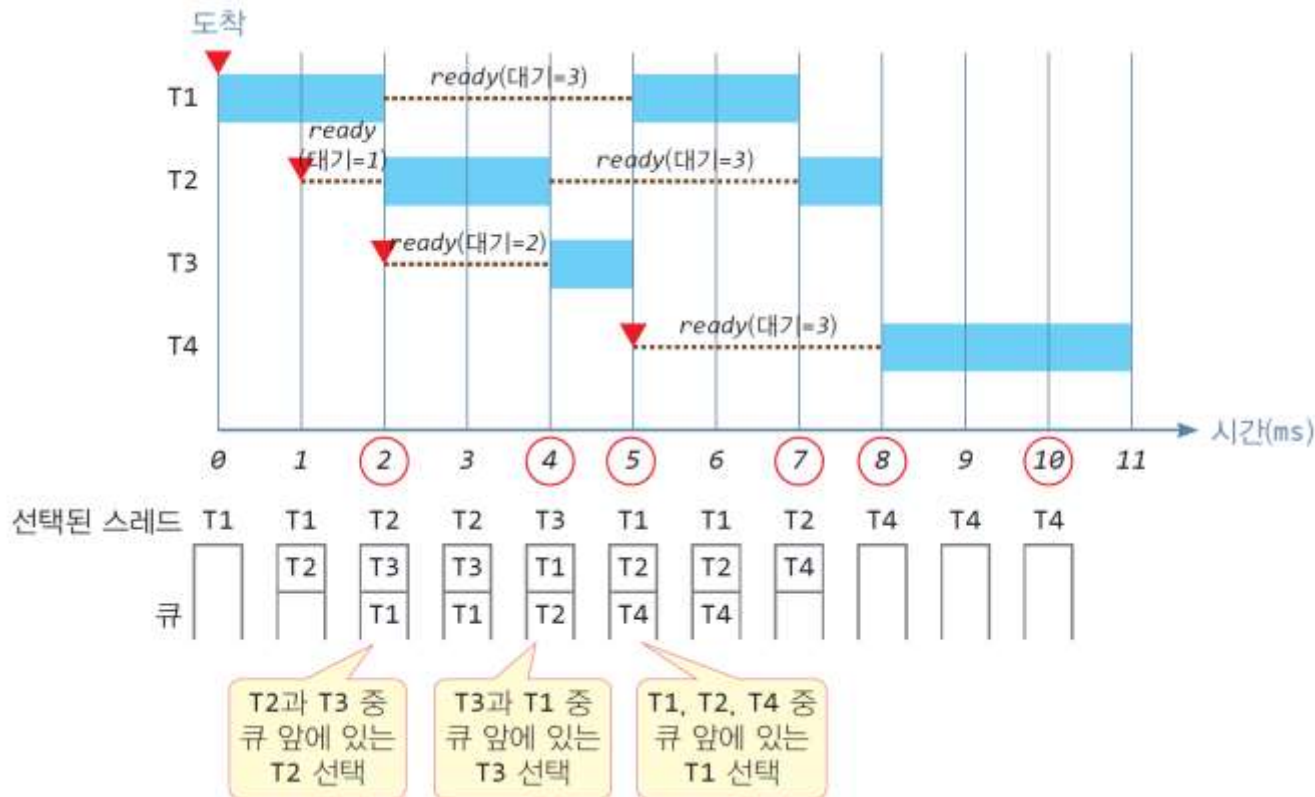 도착
T1
ready(대기=3)
ready
(대기=1)
T2
ready(대기=3)
T3
ready(대기=2)
T4
ready(대기=3)
시간(ms)
0 1 2 3 4 5 6 7 8 9 10 11
선택된 스레드 T1 T1 T2 T2 T3 T1 T1 T2 T4 T4 T4
T2 T3 T3 T1 T2 T2 T4
큐 T1 T1 T2 T4 T4
T2과 T3 중
큐 앞에 있는
T2 선택
T3과 T1 중
큐 앞에 있는
T3 선택
T1, T2, T4 중
큐 앞에 있는
T1 선택